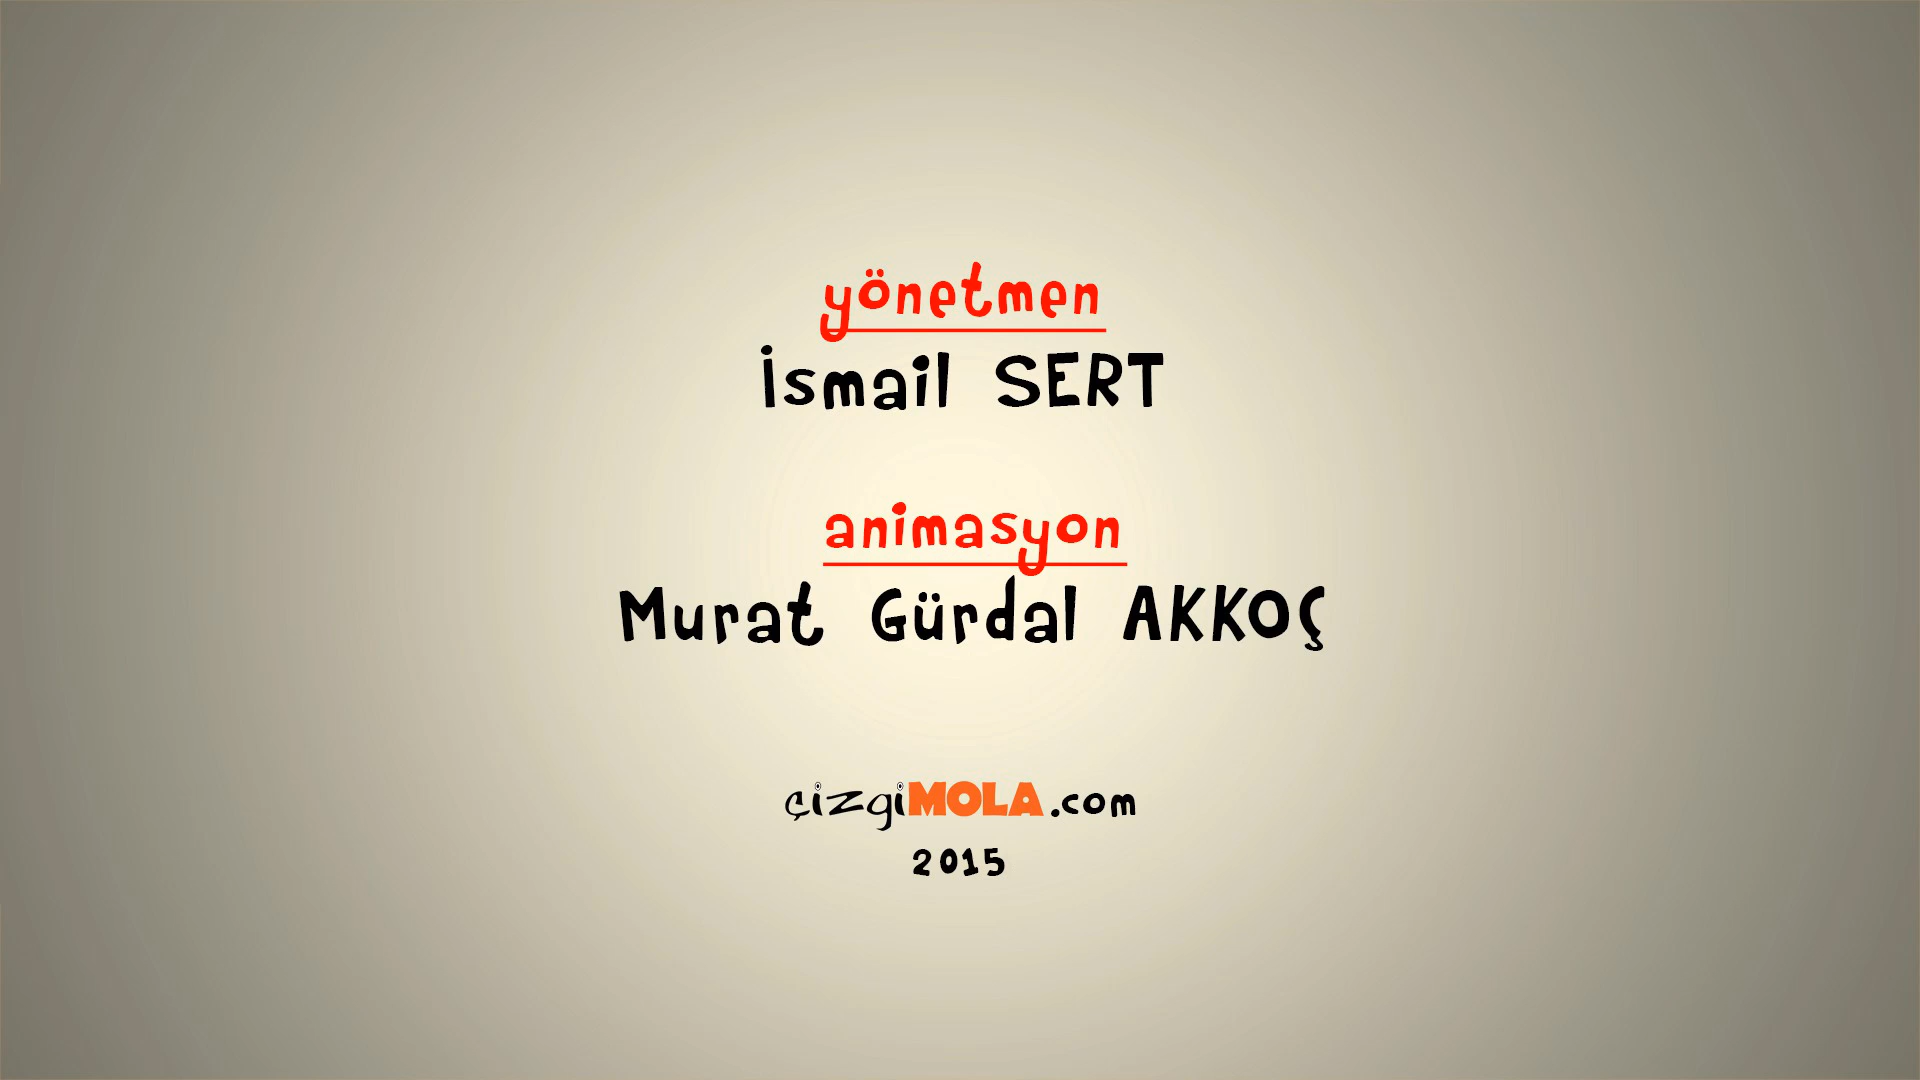 yönetmen
İsmail SERT
animasyon
Murat Gürdal AKKOÇ
çizgiMOLA.com
2015